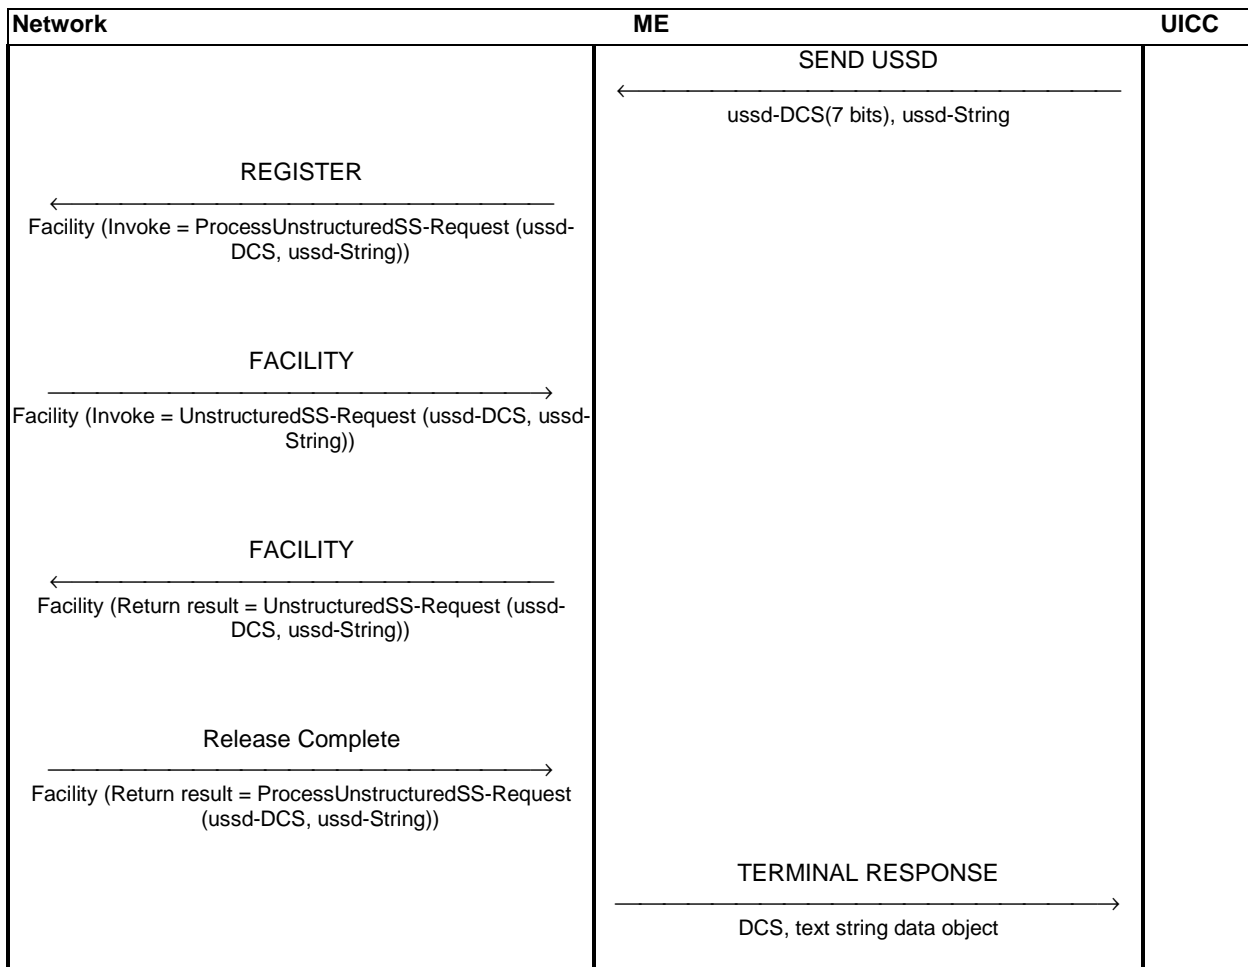 Network ME UICC
SEND USSD
ussd-DCS(7 bits), ussd-String
REGISTER
Facility (Invoke = ProcessUnstructuredSS-Request (ussd-
DCS, ussd-String))
FACILITY
Facility (Invoke = UnstructuredSS-Request (ussd-DCS, ussd-
String))
FACILITY
Facility (Return result = UnstructuredSS-Request (ussd-
DCS, ussd-String))
Release Complete
Facility (Return result = ProcessUnstructuredSS-Request
(ussd-DCS, ussd-String))
TERMINAL RESPONSE
DCS, text string data object